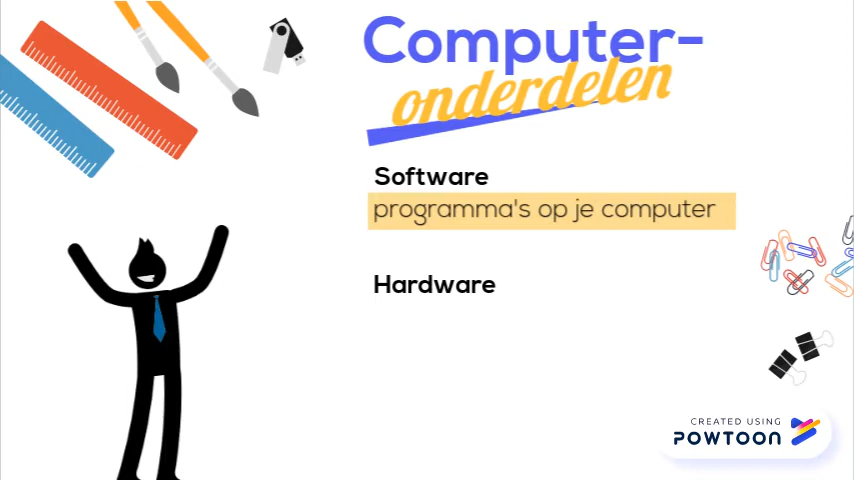 Computer-
onderdelen
Software
programma's op je computer
Hardware
CREATED USING
POWTOON